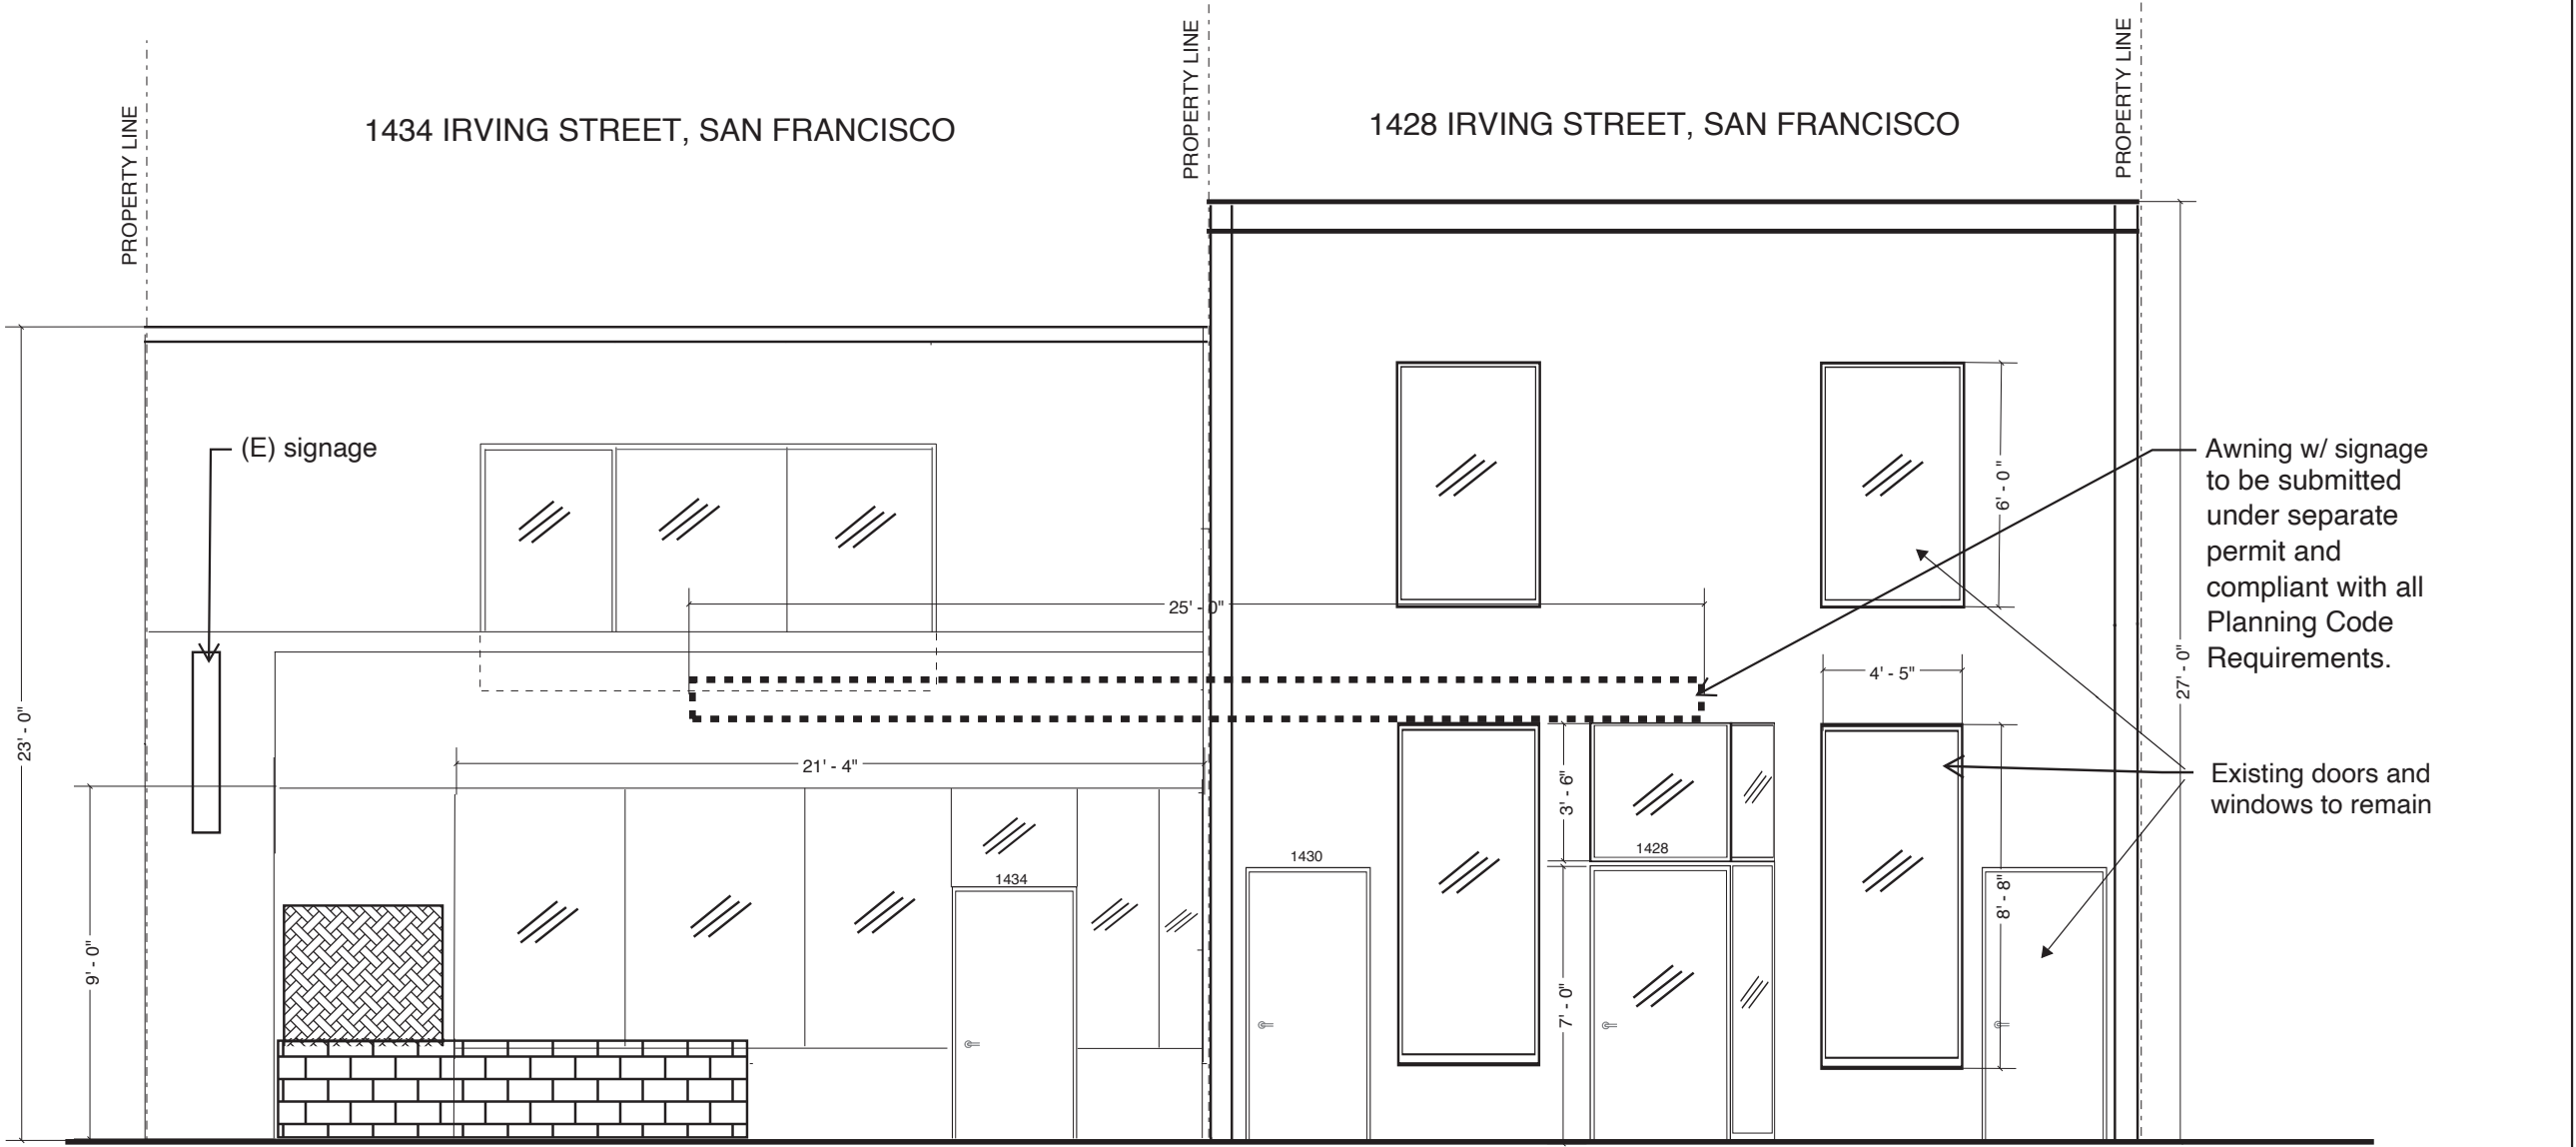 PROPERTY LINE
PROPERTY LINE
PROPERTY LINE
1434 IRVING STREET, SAN FRANCISCO
1428 IRVING STREET, SAN FRANCISCO
(E) signage
Awning w/ signage
to be submitted
under separate
permit and
compliant with all
Planning Code
Requirements.
6' - 0"
25' - 0"
4' - 5"
27' - 0"
23' - 0"
21' - 4"
3' - 6"
Existing doors and
windows to remain
1430
1428
1434
8' - 8"
9' - 0"
7' - 0"